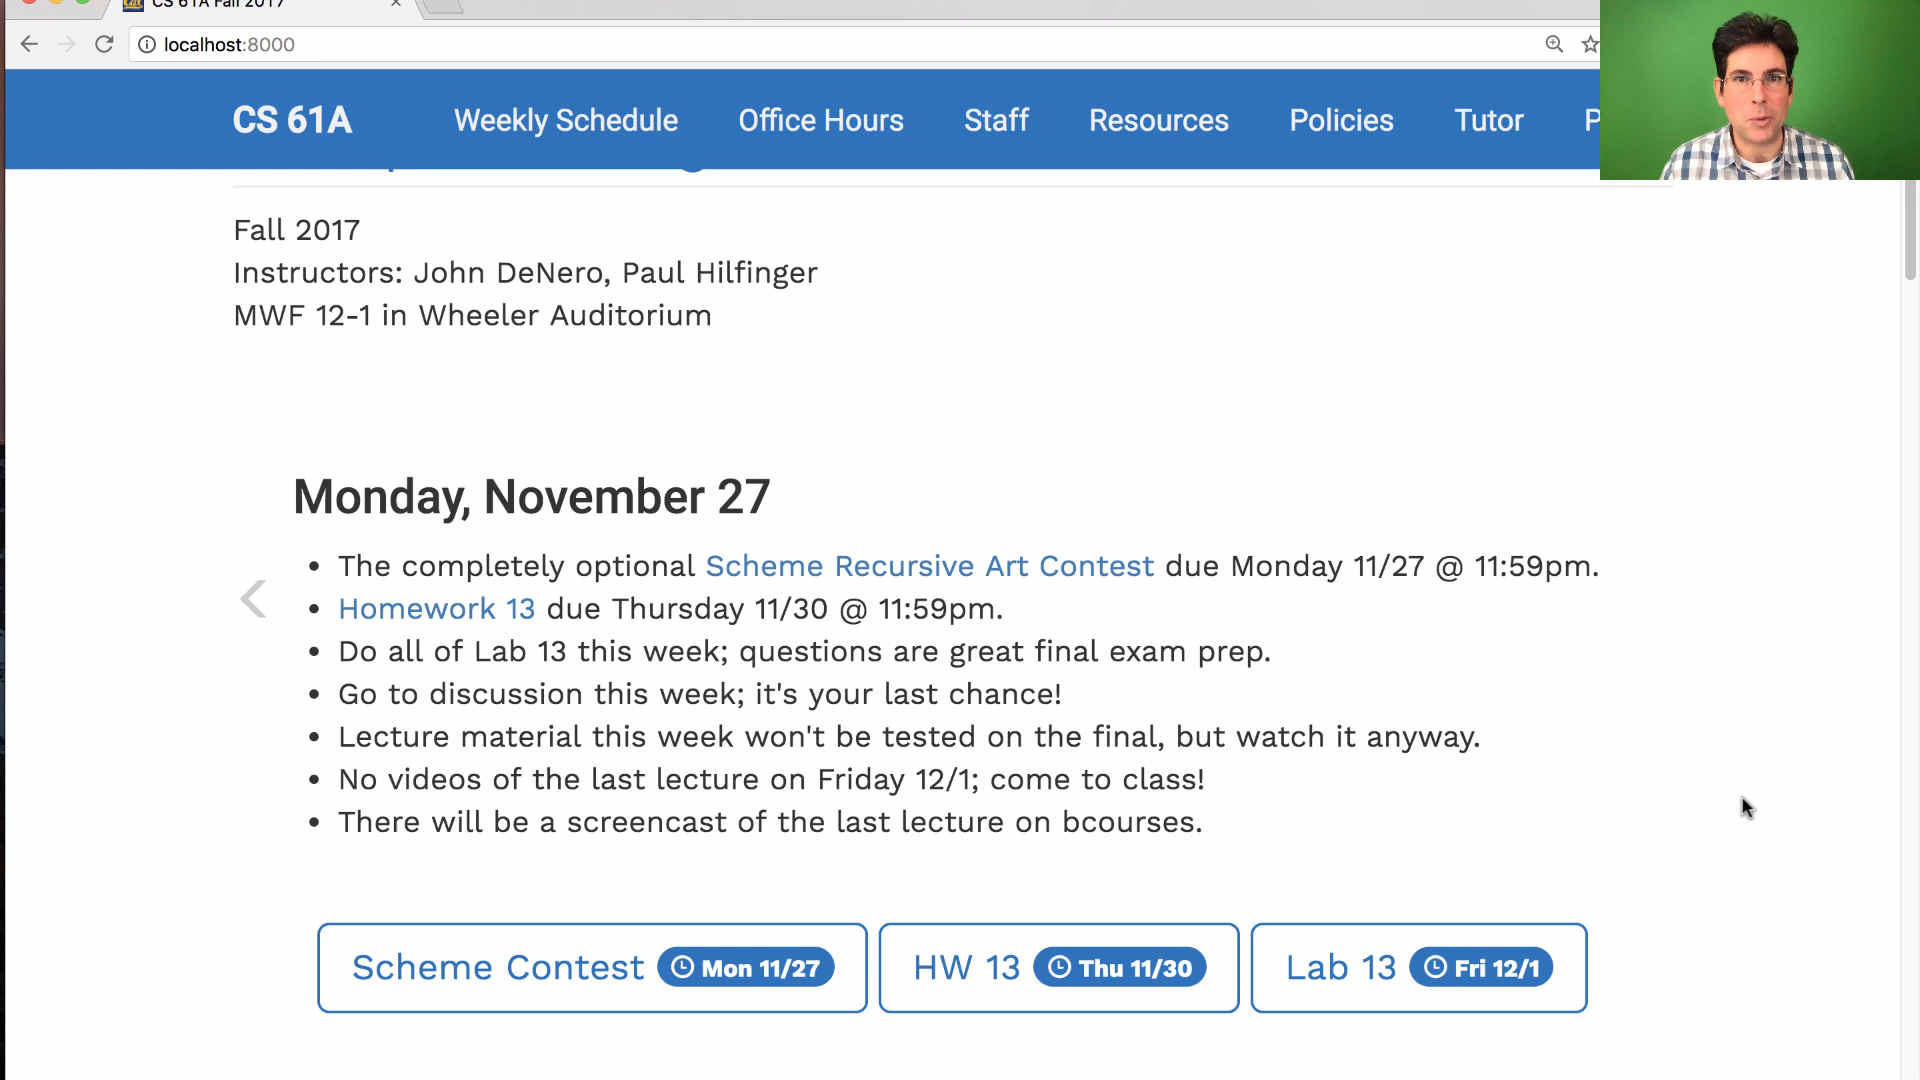 CS 61A Fall 2017
localhost:8000
CS 61A Weekly Schedule Office Hours Staff Resources Policies Tutor
Fall 2017
Instructors: John DeNero, Paul Hilfinger
MWF 12-1 in Wheeler Auditorium
Monday, November 27
• The completely optional Scheme Recursive Art Contest due Monday 11/27 @ 11:59pm.
• Homework 13 due Thursday 11/30 @ 11:59pm.
• Do all of Lab 13 this week; questions are great final exam prep.
• Go to discussion this week; it's your last chance!
• Lecture material this week won't be tested on the final, but watch it anyway.
• No videos of the last lecture on Friday 12/1; come to class!
• There will be a screencast of the last lecture on bcourses.
Scheme Contest Mon 11/27 HW 13 Thu 11/30 Lab 13 Fri 12/1